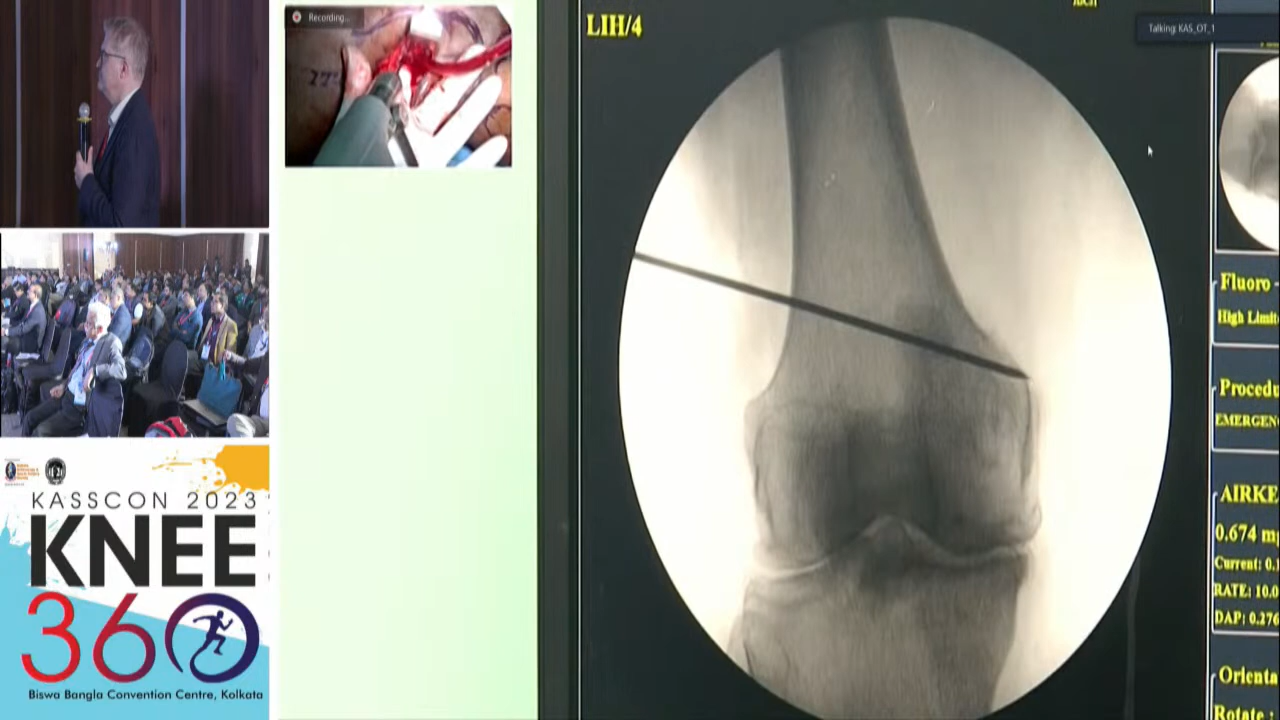 Recording...
LIH/4
Talking: KAS_OT_1
Fluoro -
High Limit
Procedu
EMERGEN
AIRKE
0.674 m
Current: 0.
RATE: 10.0
DAP: 0.276
Orienta
Rotate :
KASSCON 2023
KNEE
360
Biswa Bangla Convention Centre, Kolkata